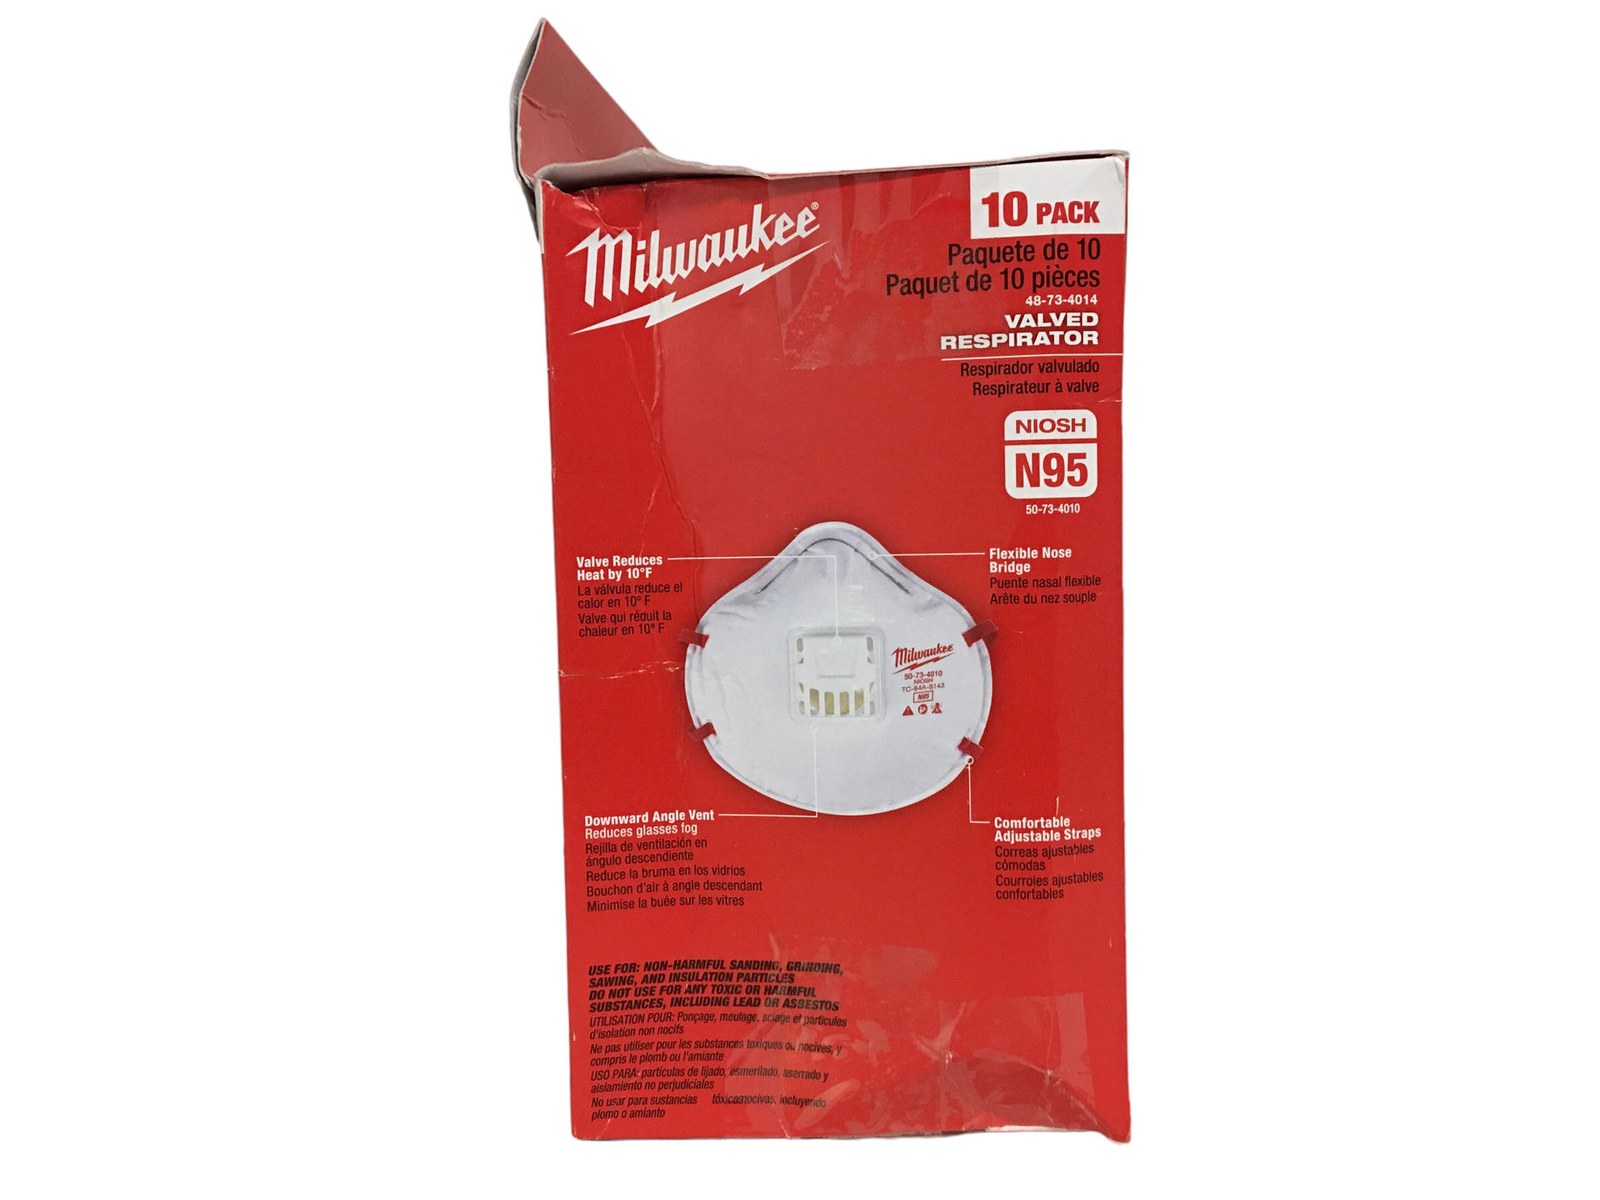 Milwaukee®
10 PACK
Paquete de 10
Paquet de 10 pièces
48-73-4014
VALVED
RESPIRATOR
Respirador valvulado
Respirateur à valve
NIOSH
N95
50-73-4010
Valve Reduces
Heat by 10°F
La válvula reduce el
calor en 10° F
Valve qui réduit la
chaleur en 10° F
Flexible Nose
Bridge
Puente nasal flexible
Arête du nez souple
Milwaukee
50-73-4010
NIOSH
TC-84A-8143
N95
Downward Angle Vent
Reduces glasses fog
Rejilla de ventilación en
ángulo descendiente
Reduce la bruma en los vidrios
Bouchon d'air à angle descendant
Minimise la buée sur les vitres
Comfortable
Adjustable Straps
Correas ajustables
cómodas
Courroies ajustables
confortables
USE FOR: NON-HARMFUL SANDING, GRINDING,
SAWING, AND INSULATION PARTICLES
DO NOT USE FOR ANY TOXIC OR HARMFUL
SUBSTANCES, INCLUDING LEAD OR ASBESTOS
UTILISATION POUR: Ponçage, meulage, sciage et particules
d'isolation non nocifs
Ne pas utiliser pour les substances toxiques ou nocives, y
compris le plomb ou l'amiante
USO PARA: partículas de lijado, esmerilado, aserrado y
aislamiento no perjudiciales
No usar para sustancias tóxicasnocivas, incluyendo
plomo o amianto